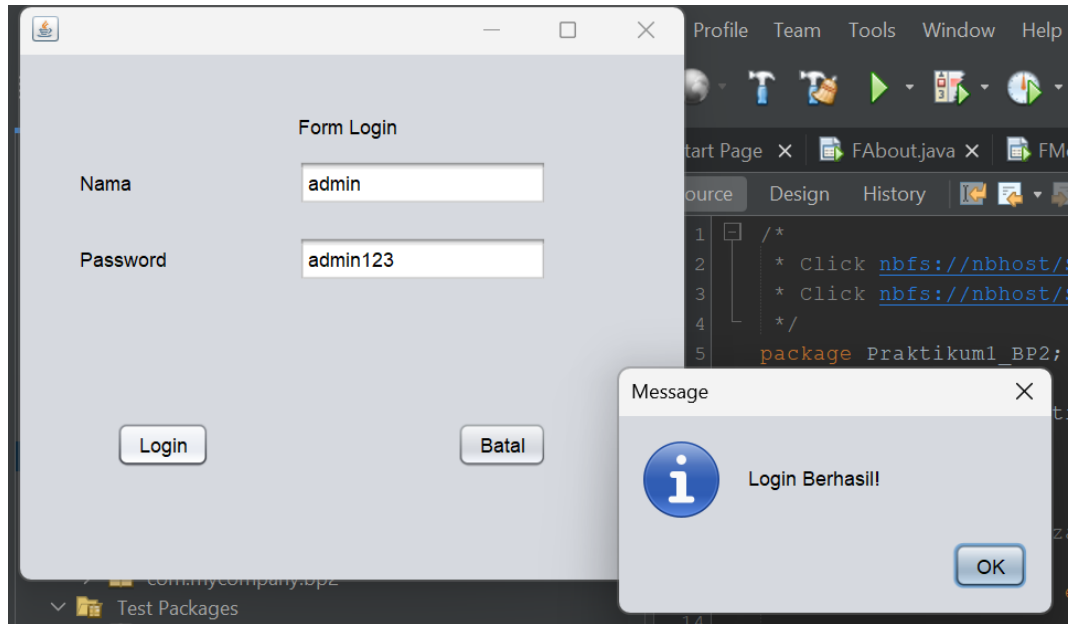 Profile Team Tools Window Help
Form Login
Nama admin
Password admin123
Login Batal
Page FAbout.java
Design History
1 /*
2 * Click nbfs://nbhost/
3 * Click nbfs://nbhost/
4 */
5 package Praktikum1_BP2;
Message
Login Berhasil!
OK
com.mycompany.bp2
Test Packages
14